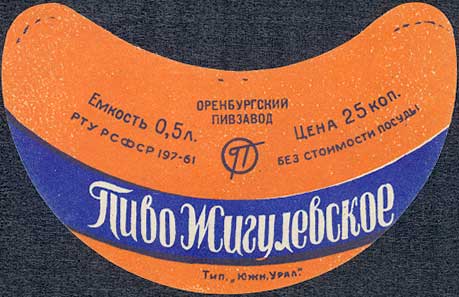 Емкость 0,5л.
РТУ РСФСР 197-61
ОРЕНБУРГСКИЙ
ПИВЗАВОД
ОП
ЦЕНА 25 КОП.
БЕЗ СТОИМОСТИ ПОСУДЫ
Пиво Жигулевское
Тип. „Южн. Урал".